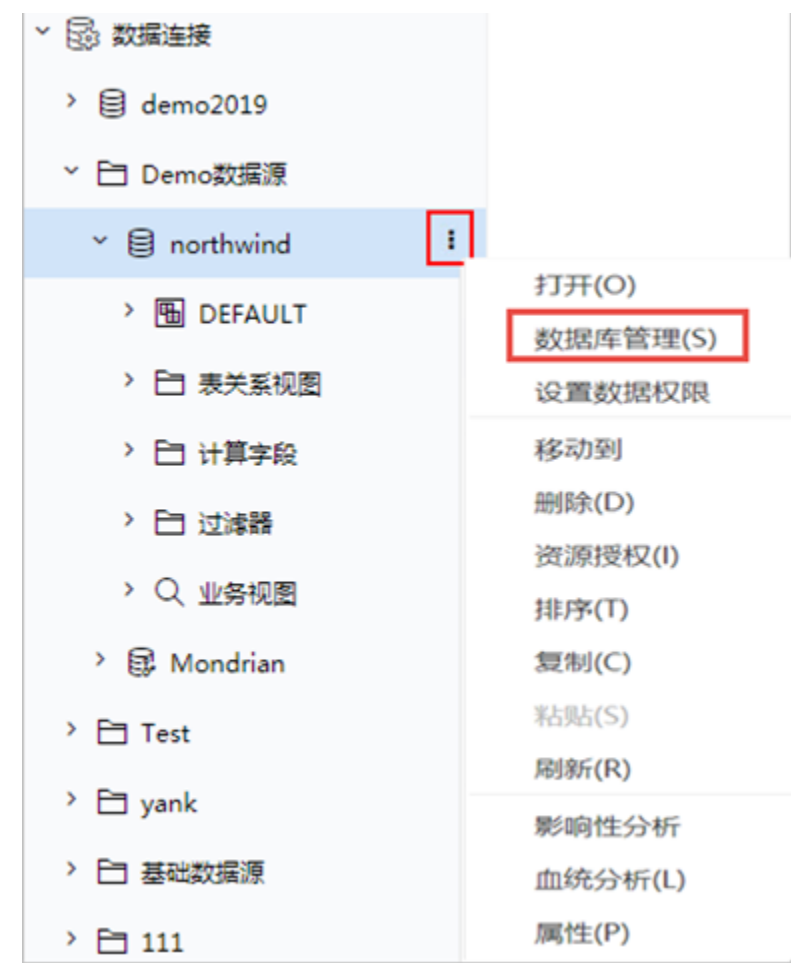 数据连接
demo2019
Demo数据源
northwind
DEFAULT
表关系视图
计算字段
过滤器
业务视图
Mondrian
Test
yank
基础数据源
111
打开(O)
数据库管理(S)
设置数据权限
移动到
删除(D)
资源授权(I)
排序(T)
复制(C)
粘贴(S)
刷新(R)
影响性分析
血统分析(L)
属性(P)